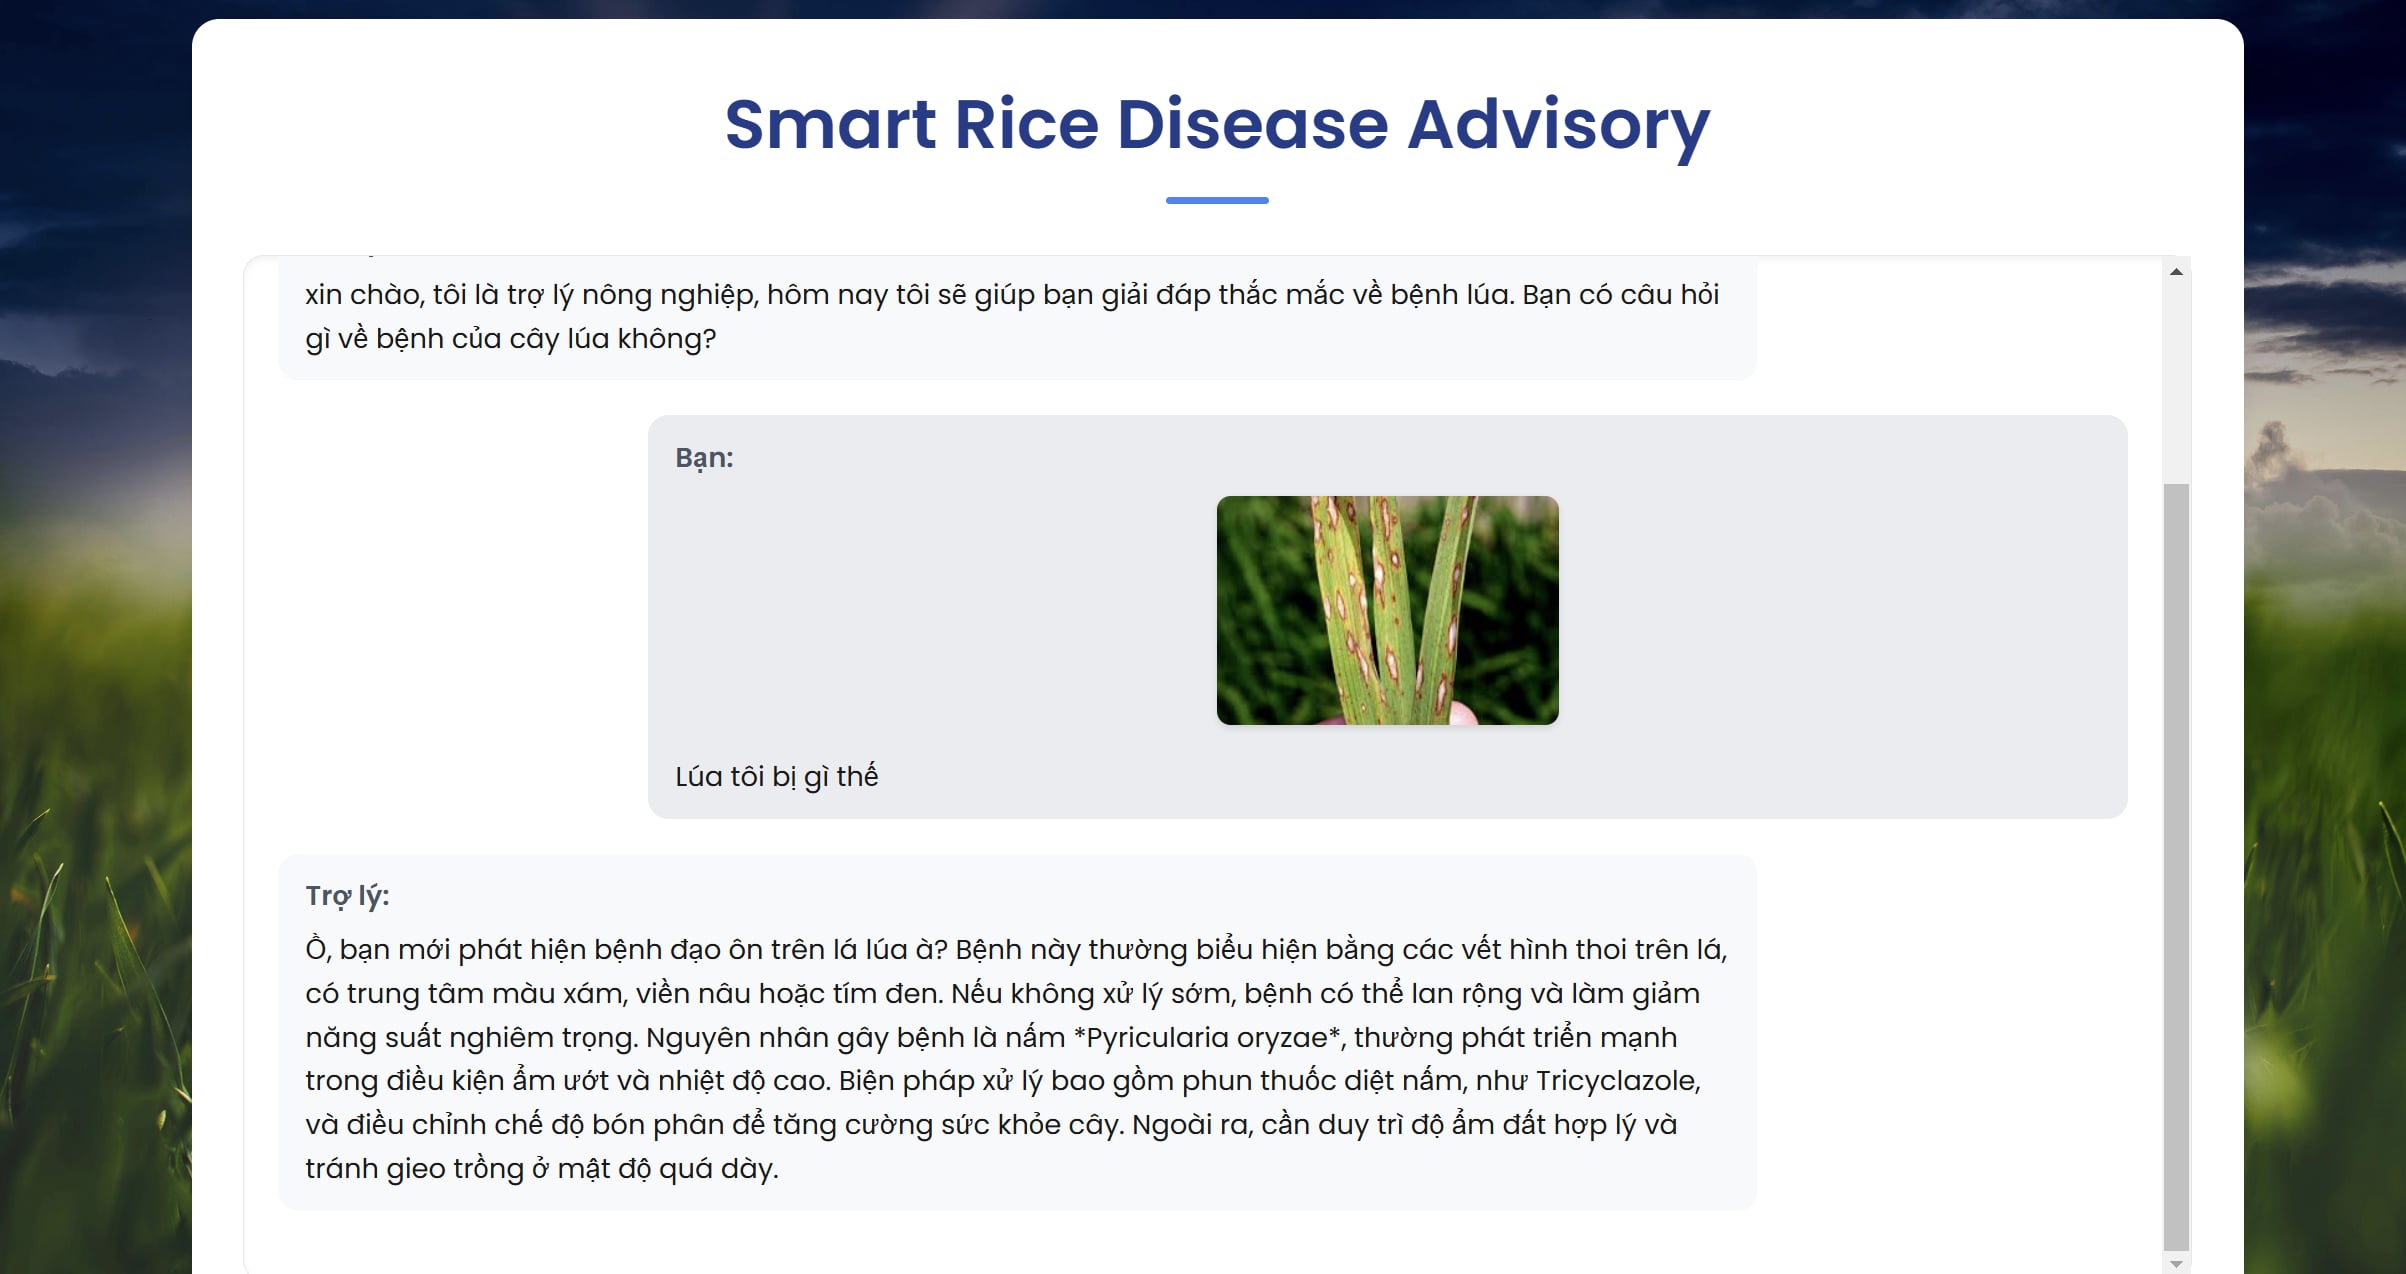 Smart Rice Disease Advisory
xin chào, tôi là trợ lý nông nghiệp, hôm nay tôi sẽ giúp bạn giải đáp thắc mắc về bệnh lúa. Bạn có câu hỏi
gì về bệnh của cây lúa không?
Bạn:
Lúa tôi bị gì thế
Trợ lý:
Ồ, bạn mới phát hiện bệnh đạo ôn trên lá lúa à? Bệnh này thường biểu hiện bằng các vết hình thoi trên lá,
có trung tâm màu xám, viền nâu hoặc tím đen. Nếu không xử lý sớm, bệnh có thể lan rộng và làm giảm
năng suất nghiêm trọng. Nguyên nhân gây bệnh là nấm *Pyricularia oryzae*, thường phát triển mạnh
trong điều kiện ẩm ướt và nhiệt độ cao. Biện pháp xử lý bao gồm phun thuốc diệt nấm, như Tricyclazole,
và điều chỉnh chế độ bón phân để tăng cường sức khỏe cây. Ngoài ra, cần duy trì độ ẩm đất hợp lý và
tránh gieo trồng ở mật độ quá dày.